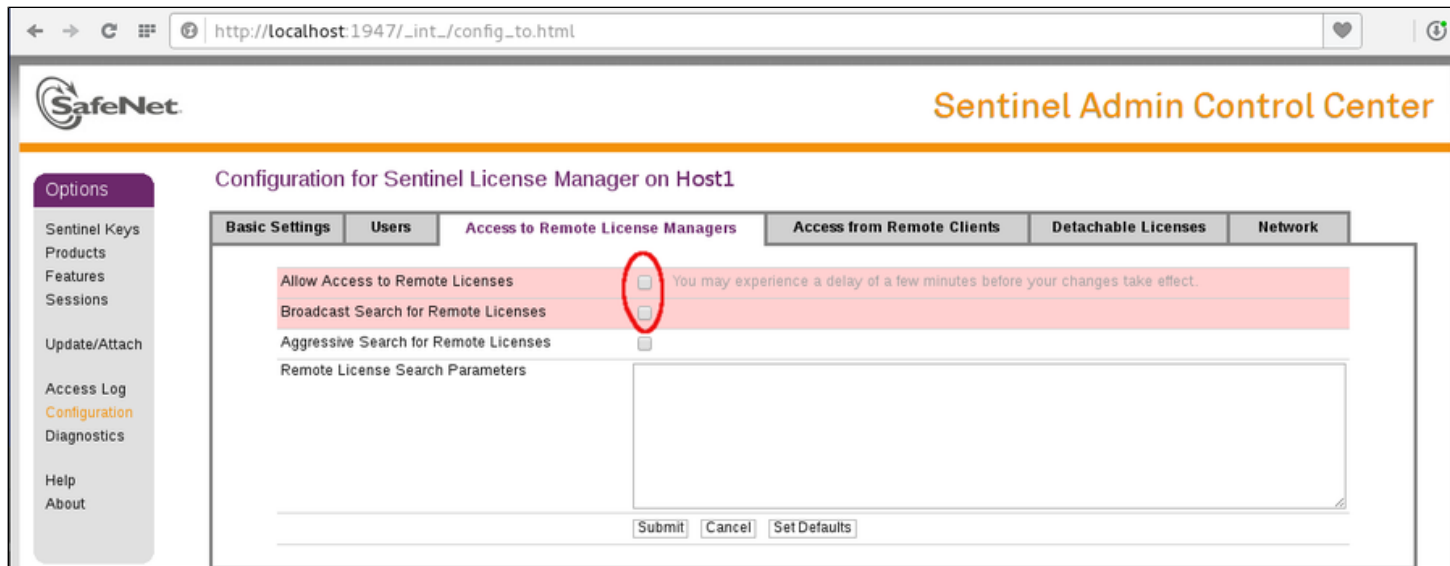 http://localhost:1947/_int_/config_to.html
SafeNet.
Sentinel Admin Control Center
Options
Sentinel Keys
Products
Features
Sessions
Update/Attach
Access Log
Configuration
Diagnostics
Help
About
Configuration for Sentinel License Manager on Host1
Basic Settings Users Access to Remote License Managers Access from Remote Clients Detachable Licenses Network
Allow Access to Remote Licenses You may experience a delay of a few minutes before your changes take effect.
Broadcast Search for Remote Licenses
Aggressive Search for Remote Licenses
Remote License Search Parameters
Submit Cancel Set Defaults